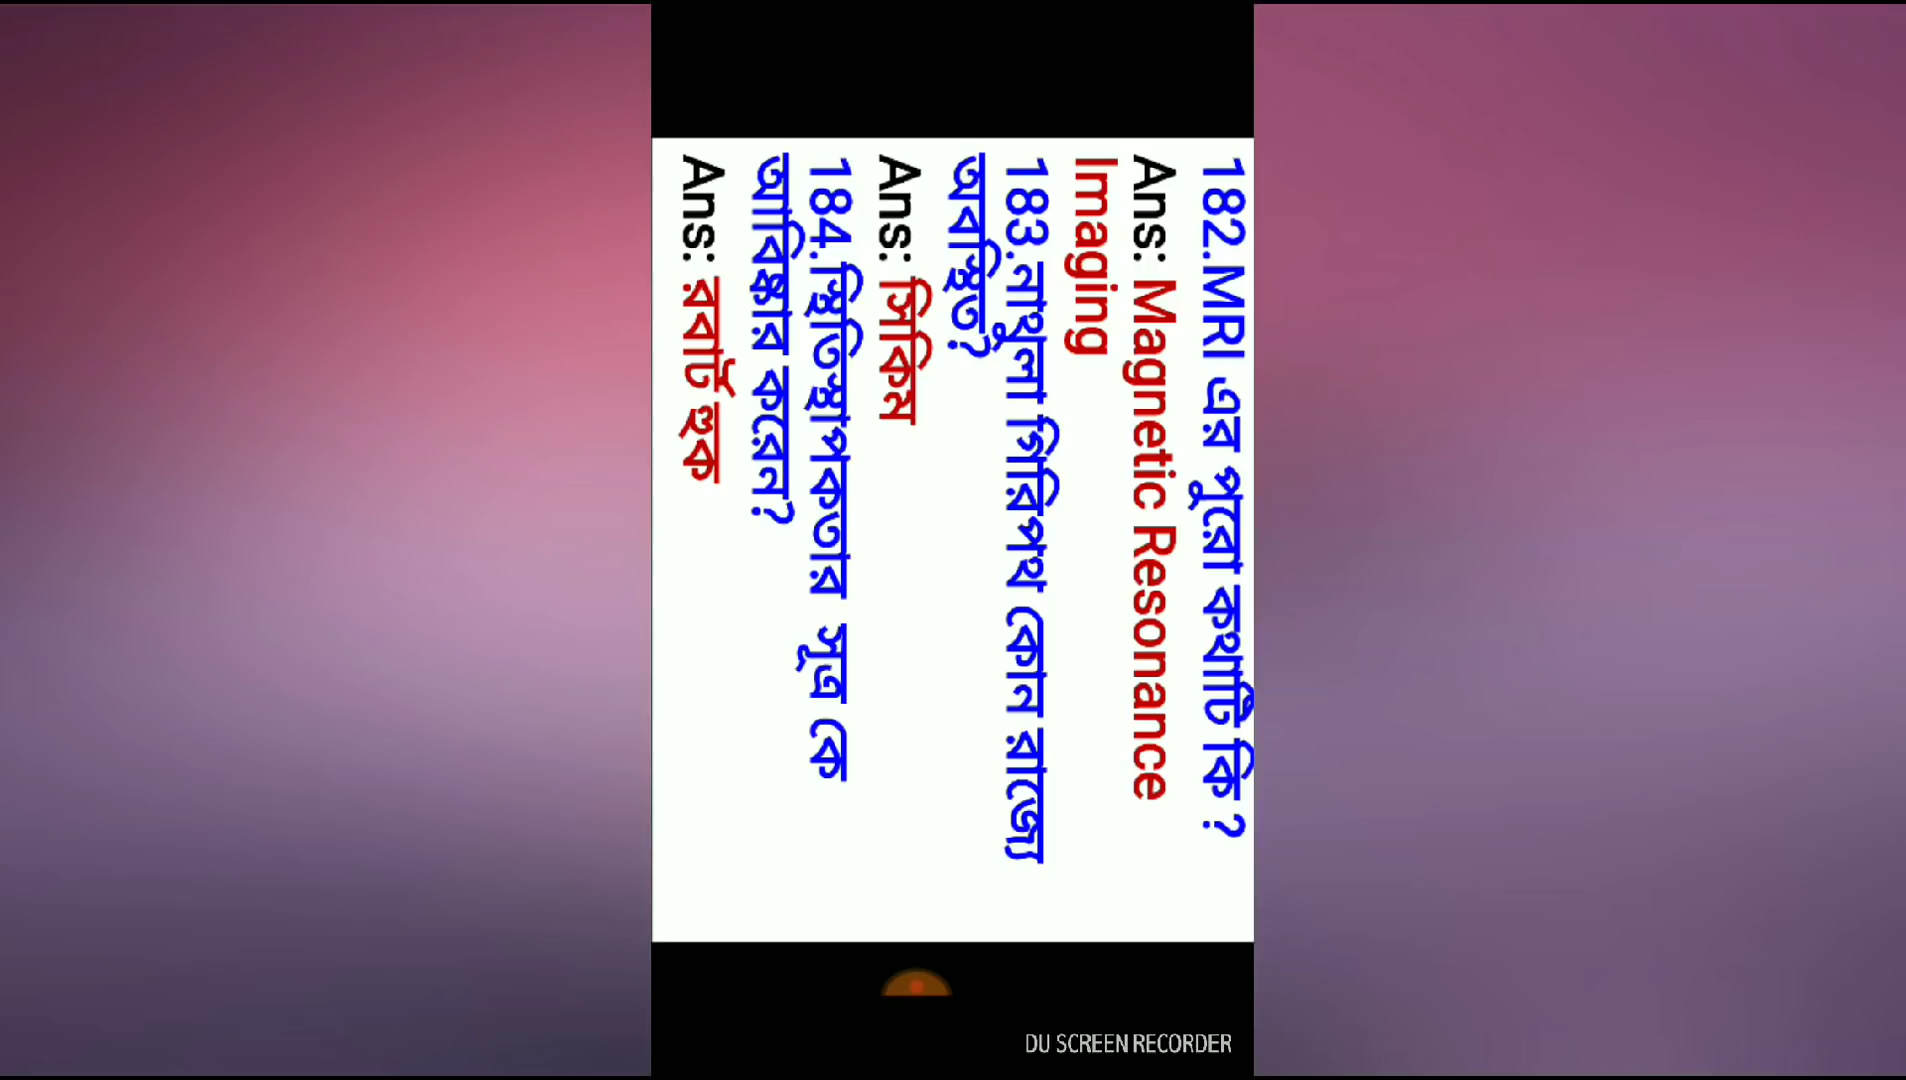 182.MRI এর পুরো কথাটি কি ?
Ans: Magnetic Resonance
Imaging
183.নাথুলা গিরিপথ কোন রাজ্যে
অবস্থিত?
Ans: সিকিম
184.স্থিতিস্থাপকতার সূত্র কে
আবিষ্কার করেন?
Ans: রবার্ট হুক
DU SCREEN RECORDER